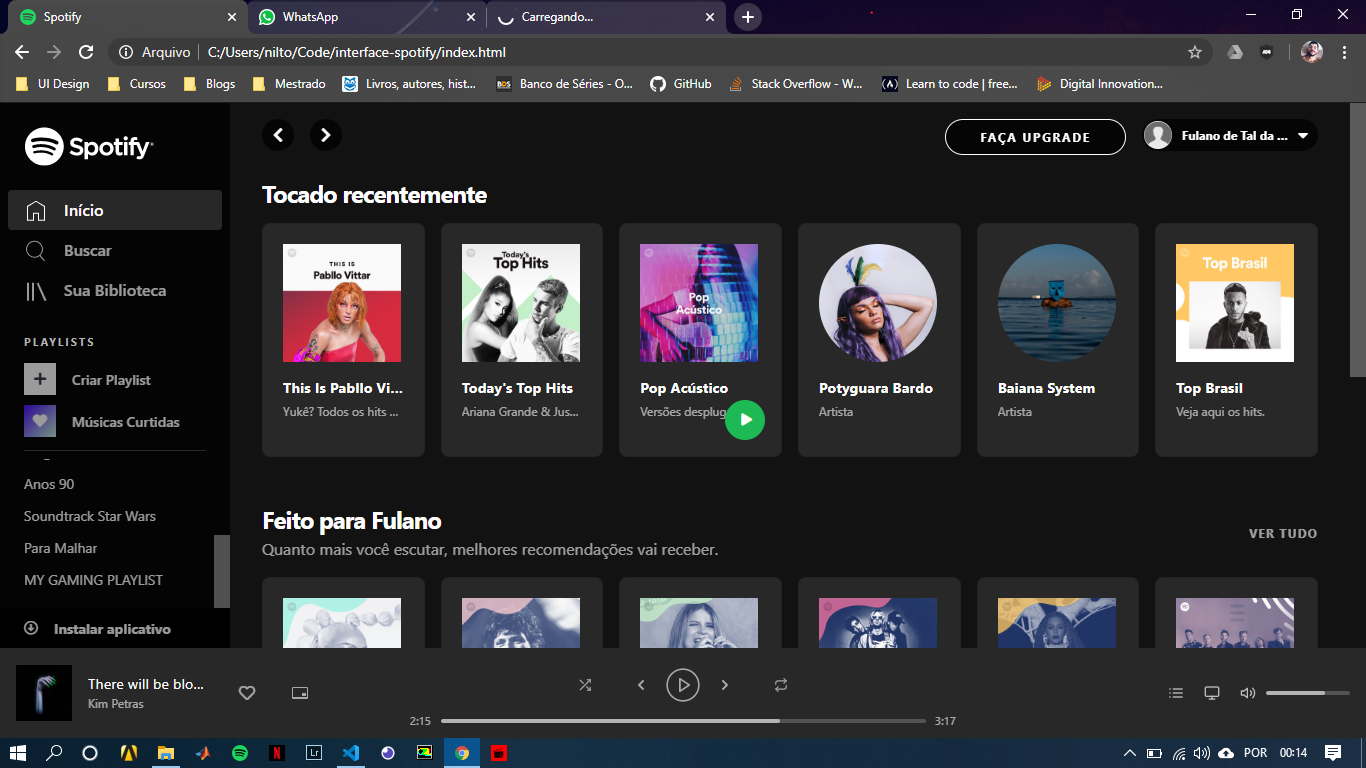 Spotify
WhatsApp
Carregando...
Arquivo
C:/Users/nilto/Code/interface-spotify/index.html
UI Design
Cursos
Blogs
Mestrado
Livros, autores, hist...
BDS
Banco de Séries - O...
GitHub
Stack Overflow - W...
Learn to code | free...
Digital Innovation...
Spotify
FAÇA UPGRADE
Fulano de Tal da ...
Início
Buscar
Sua Biblioteca
PLAYLISTS
Criar Playlist
Músicas Curtidas
Anos 90
Soundtrack Star Wars
Para Malhar
MY GAMING PLAYLIST
Instalar aplicativo
Tocado recentemente
THIS IS
Pabllo Vittar
This Is Pabllo Vi...
Yukê? Todos os hits ...
Today's
Top Hits
Today's Top Hits
Ariana Grande & Jus...
Pop
Acústico
Pop Acústico
Versões desplug
Potyguara Bardo
Artista
Baiana System
Artista
Top Brasil
Top Brasil
Veja aqui os hits.
Feito para Fulano
Quanto mais você escutar, melhores recomendações vai receber.
VER TUDO
There will be blo...
Kim Petras
2:15
3:17
Lr
POR
00:14